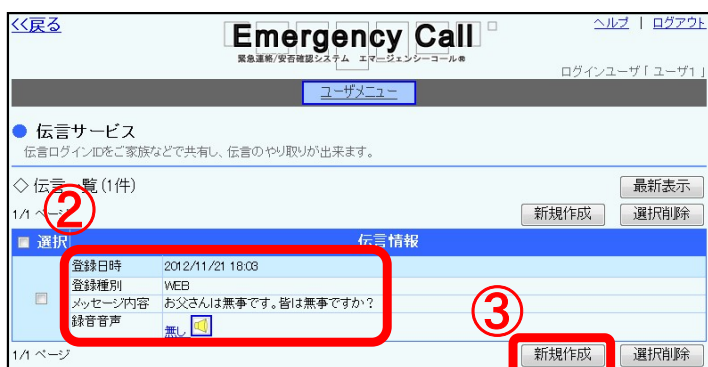 <<戻る
Emergency Call
ヘルプ | ログアウト
緊急連絡/安否確認システム エマージェンシーコール®
ログインユーザ「ユーザ1」
ユーザメニュー
● 伝言サービス
伝言ログインIDをご家族などで共有し、伝言のやり取りが出来ます。
◇伝言一覧(1件)
最新表示
②
1/1 ページ
新規作成
選択削除
選択
伝言情報
登録日時 2012/11/21 18:03
登録種別 WEB
メッセージ内容 お父さんは無事です。皆は無事ですか?
録音音声 無し
③
1/1 ページ
新規作成
選択削除